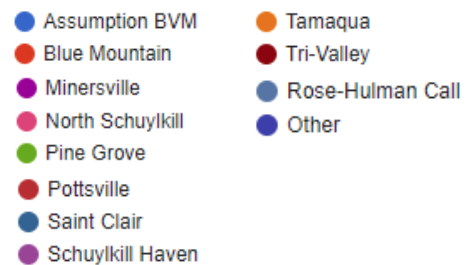 Assumption BVM
Blue Mountain
Minersville
North Schuylkill
Pine Grove
Pottsville
Saint Clair
Schuylkill Haven
Tamaqua
Tri-Valley
Rose-Hulman Call
Other